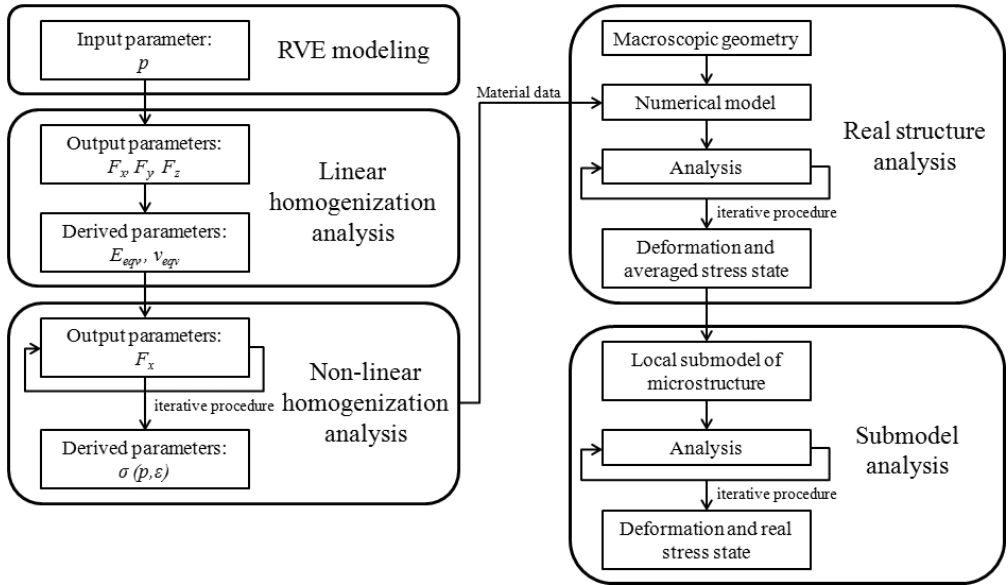 Input parameter:
p
RVE modeling
Output parameters:
Fx, Fy, Fz
Derived parameters:
Eeqv, νeqv
Linear
homogenization
analysis
Output parameters:
Fx
iterative procedure
Derived parameters:
σ (p,ε)
Non-linear
homogenization
analysis
Material data
Macroscopic geometry
Numerical model
Analysis
iterative procedure
Deformation and
averaged stress state
Real structure
analysis
Local submodel of
microstructure
Analysis
iterative procedure
Deformation and real
stress state
Submodel
analysis